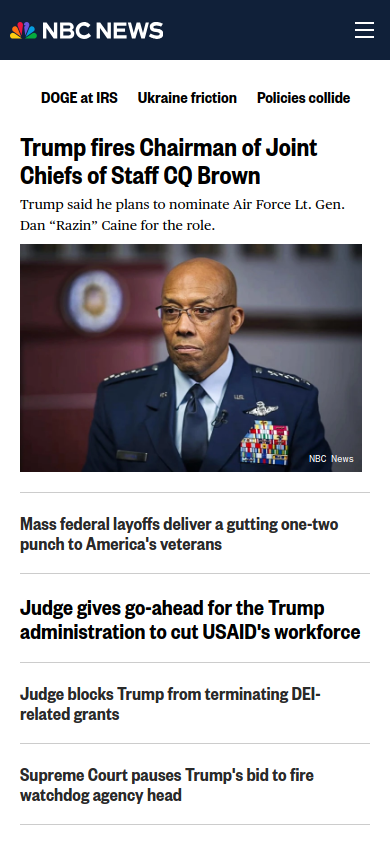 NBC NEWS
DOGE at IRS Ukraine friction Policies collide
Trump fires Chairman of Joint
Chiefs of Staff CQ Brown
Trump said he plans to nominate Air Force Lt. Gen.
Dan “Razin” Caine for the role.
NBC News
Mass federal layoffs deliver a gutting one-two
punch to America's veterans
Judge gives go-ahead for the Trump
administration to cut USAID's workforce
Judge blocks Trump from terminating DEI-
related grants
Supreme Court pauses Trump's bid to fire
watchdog agency head